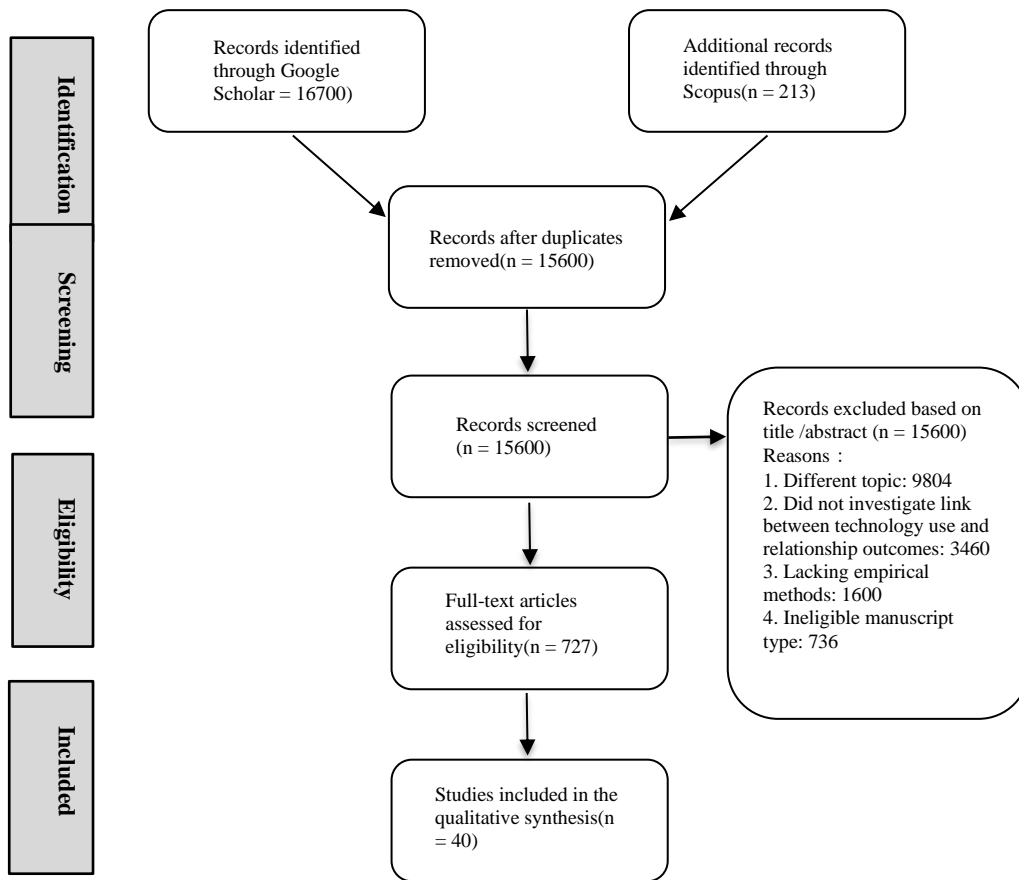 Identification
Records identified
through Google
Scholar = 16700)
Additional records
identified through
Scopus(n = 213)
Records after duplicates
removed(n = 15600)
Screening
Records screened
(n = 15600)
Records excluded based on
title /abstract (n = 15600)
Reasons：
1. Different topic: 9804
2. Did not investigate link
between technology use and
relationship outcomes: 3460
3. Lacking empirical
methods: 1600
4. Ineligible manuscript
type: 736
Eligibility
Full-text articles
assessed for
eligibility(n = 727)
Included
Studies included in the
qualitative synthesis(n
= 40)